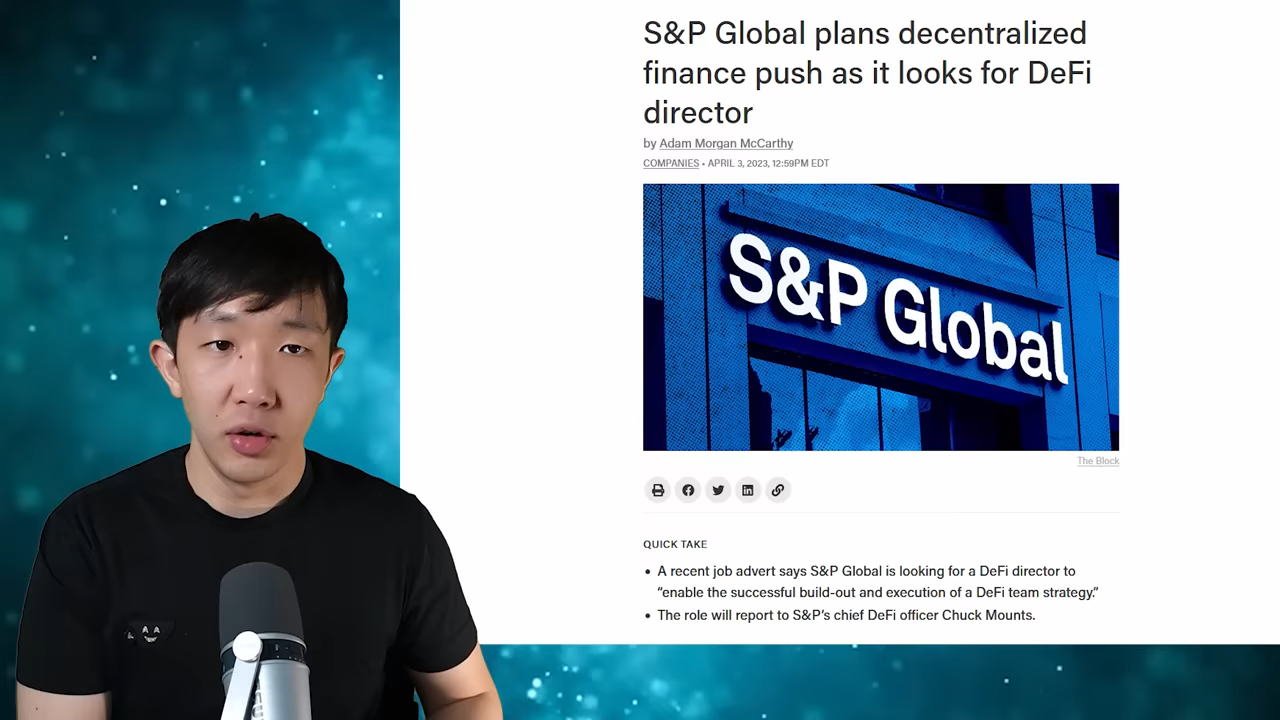 S&P Global plans decentralized
finance push as it looks for DeFi
director
by Adam Morgan McCarthy
COMPANIES • APRIL 3, 2023, 12:59PM EDT
S&P Global
The Block
QUICK TAKE
• A recent job advert says S&P Global is looking for a DeFi director to
“enable the successful build-out and execution of a DeFi team strategy.”
• The role will report to S&P’s chief DeFi officer Chuck Mounts.